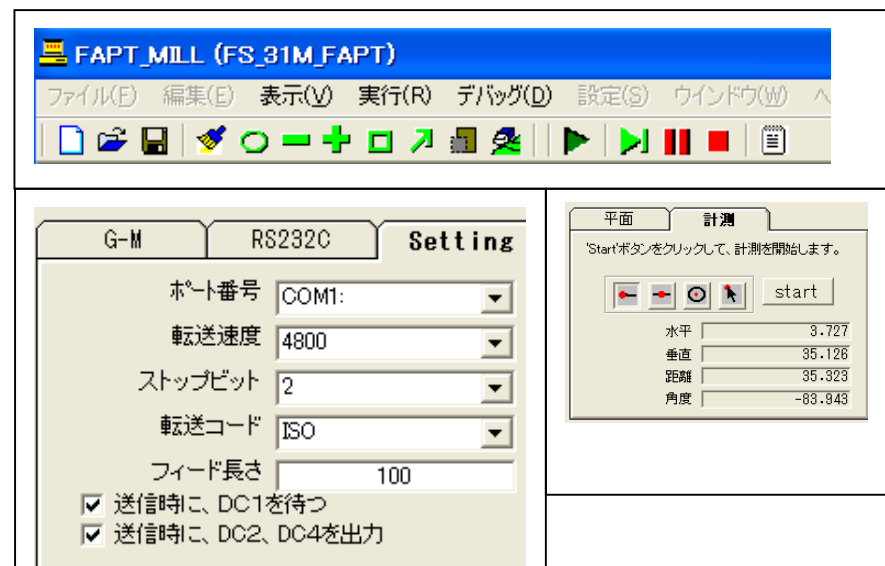 FAPT_MILL (FS_31M_FAPT)
ファイル(F) 編集(E) 表示(V) 実行(R) デバッグ(D) 設定(S) ウインドウ(W) ヘ
G-M RS232C Setting
ポート番号 COM1:
転送速度 4800
ストップビット 2
転送コード ISO
フィード長さ 100
送信時に、DC1を待つ
送信時に、DC2、DC4を出力
平面 計測
'Start'ボタンをクリックして、計測を開始します。
start
水平 3.727
垂直 35.126
距離 35.323
角度 -83.943